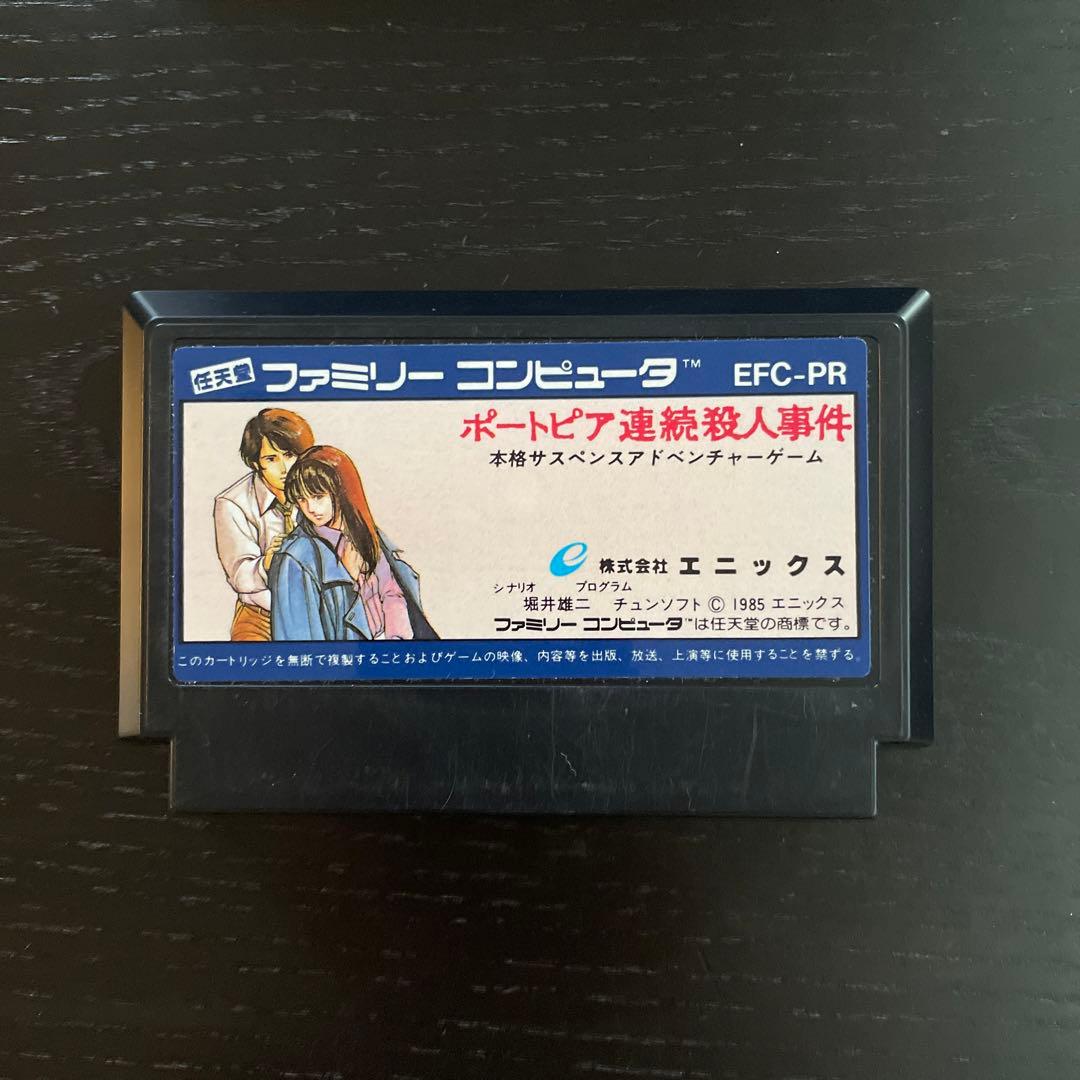 任天堂 ファミリー コンピュータ™ EFC-PR
ポートピア連続殺人事件
本格サスペンスアドベンチャーゲーム
e 株式会社 エニックス
シナリオ プログラム
堀井雄二 チュンソフト © 1985 エニックス
ファミリー コンピュータ™は任天堂の商標です。
このカートリッジを無断で複製することおよびゲームの映像、内容等を出版、放送、上演等に使用することを禁ずる。